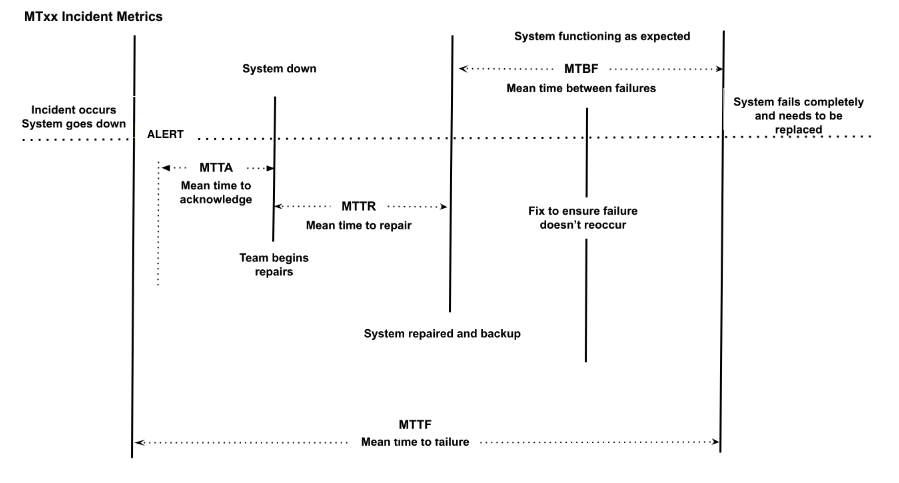 MTxx Incident Metrics
System functioning as expected
System down
MTBF
Mean time between failures
Incident occurs
System goes down
System fails completely
and needs to be
replaced
ALERT
MTTA
Mean time to
acknowledge
MTTR
Mean time to repair
Fix to ensure failure
doesn't reoccur
Team begins
repairs
System repaired and backup
MTTF
Mean time to failure